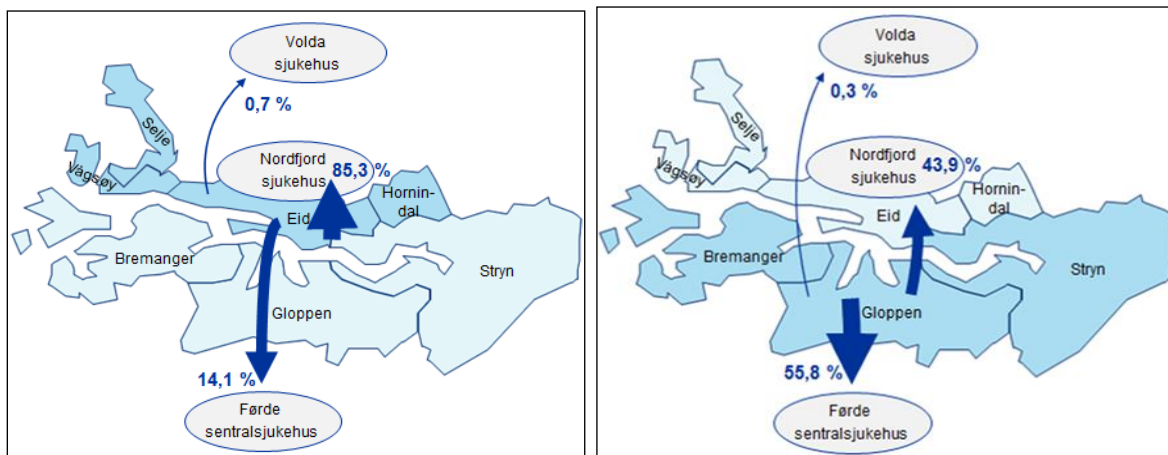 Volda
sjukehus
0,7 %
Selje
Vågsøy
Nordfjord
sjukehus
85,3 %
Hornin-
dal
Eid
Bremanger
Stryn
Gloppen
14,1 %
Førde
sentralsjukehus
Volda
sjukehus
0,3 %
Selje
Vågsøy
Nordfjord
sjukehus
43,9 %
Hornin-
dal
Eid
Bremanger
Stryn
Gloppen
55,8 %
Førde
sentralsjukehus